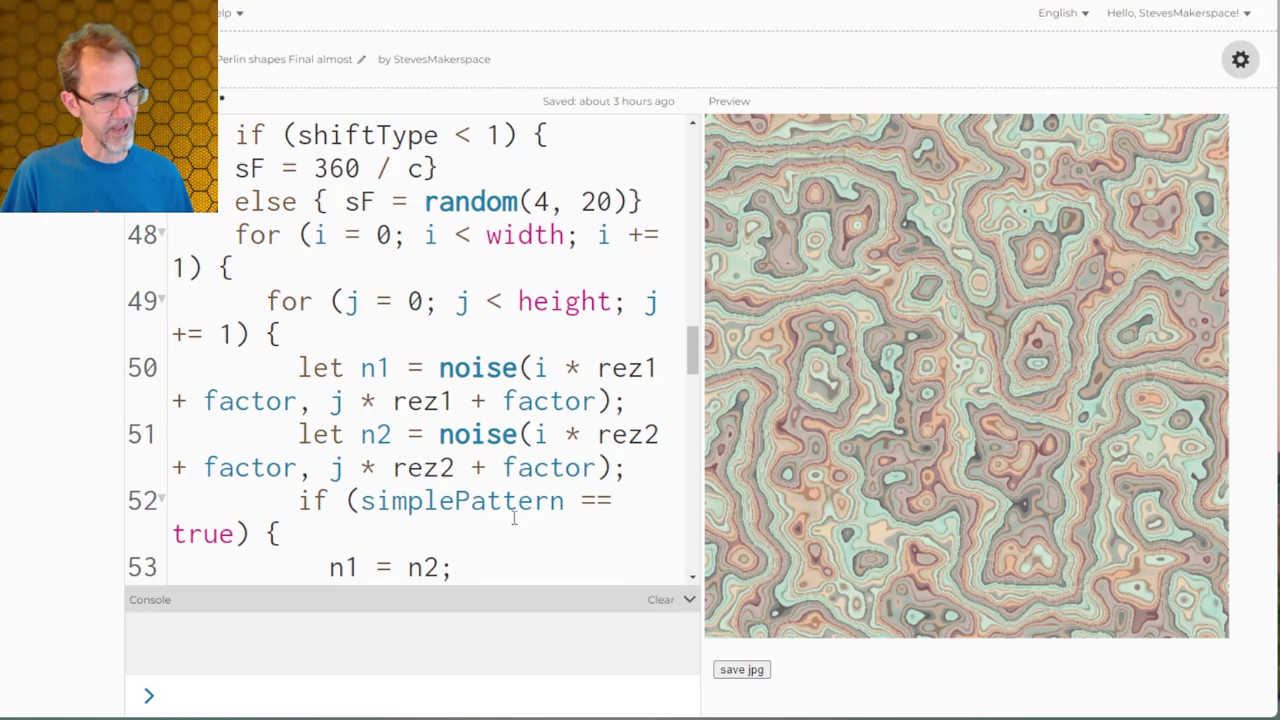 elp
English
Hello, StevesMakerspace!
Perlin shapes Final almost by StevesMakerspace
Saved: about 3 hours ago
Preview
if (shiftType < 1) {
sF = 360 / c}
else { sF = random(4, 20)}
48 for (i = 0; i < width; i +=
1) {
49 for (j = 0; j < height; j
+= 1) {
50 let n1 = noise(i * rez1
+ factor, j * rez1 + factor);
51 let n2 = noise(i * rez2
+ factor, j * rez2 + factor);
52 if (simplePattern ==
true) {
53 n1 = n2;
Console
Clear
>
save jpg